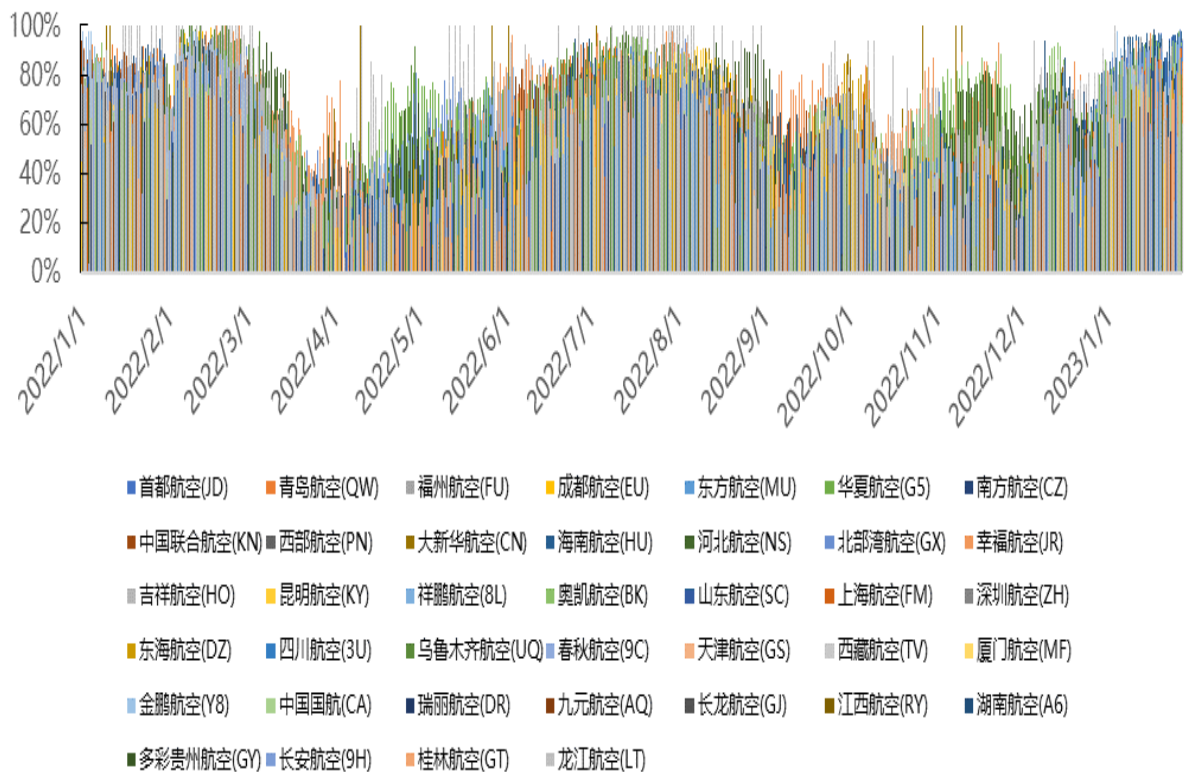 100%
80%
60%
40%
20%
0%
2022/1/1 2022/2/1 2022/3/1 2022/4/1 2022/5/1 2022/6/1 2022/7/1 2022/8/1 2022/9/1 2022/10/1 2022/11/1 2022/12/1 2023/1/1
首都航空(JD) 青岛航空(QW) 福州航空(FU) 成都航空(EU) 东方航空(MU) 华夏航空(G5) 南方航空(CZ)
中国联合航空(KN) 西部航空(PN) 大新华航空(CN) 海南航空(HU) 河北航空(NS) 北部湾航空(GX) 幸福航空(JR)
吉祥航空(HO) 昆明航空(KY) 祥鹏航空(8L) 奥凯航空(BK) 山东航空(SC) 上海航空(FM) 深圳航空(ZH)
东海航空(DZ) 四川航空(3U) 乌鲁木齐航空(UQ) 春秋航空(9C) 天津航空(GS) 西藏航空(TV) 厦门航空(MF)
金鹏航空(Y8) 中国国航(CA) 瑞丽航空(DR) 九元航空(AQ) 长龙航空(GJ) 江西航空(RY) 湖南航空(A6)
多彩贵州航空(GY) 长安航空(9H) 桂林航空(GT) 龙江航空(LT)